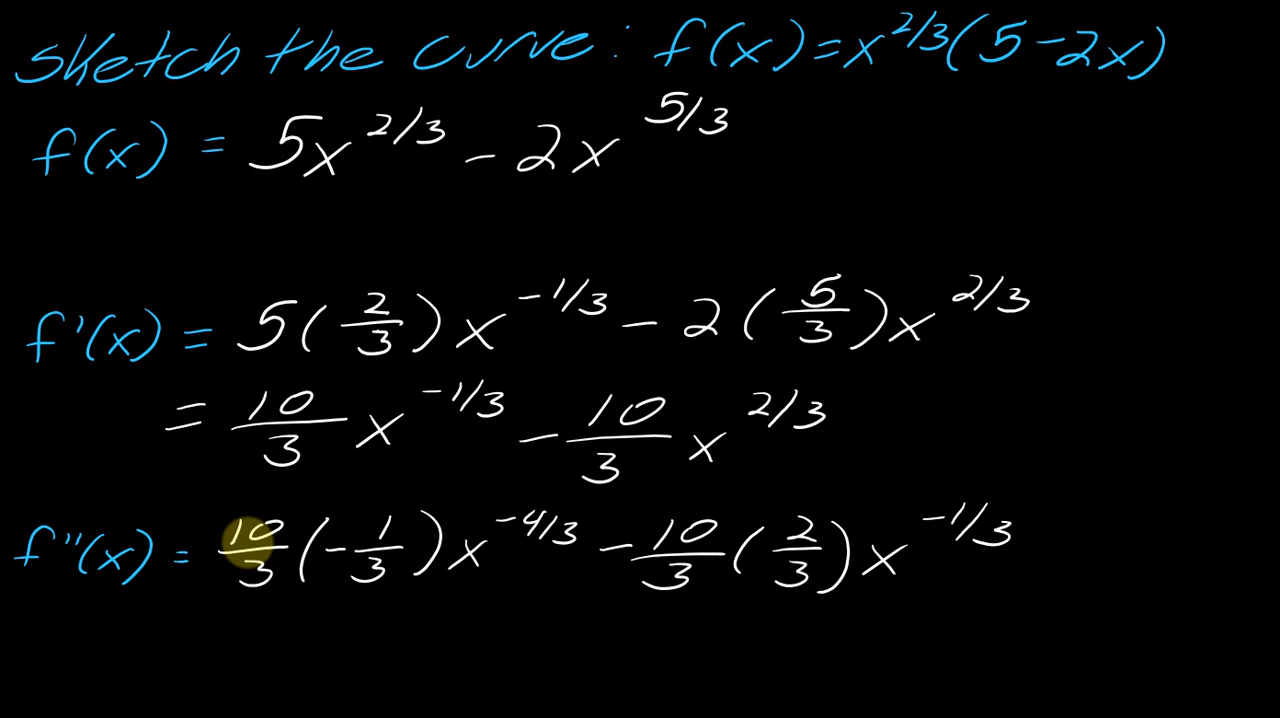 sketch the curve: f(x)=x^2/3(5-2x)
f(x) = 5x^2/3 - 2x^5/3
f'(x) = 5(2/3)x^-1/3 - 2(5/3)x^2/3
= 10/3 x^-1/3 - 10/3 x^2/3
f''(x) = 10/3(-1/3)x^-4/3 - 10/3(2/3)x^-1/3